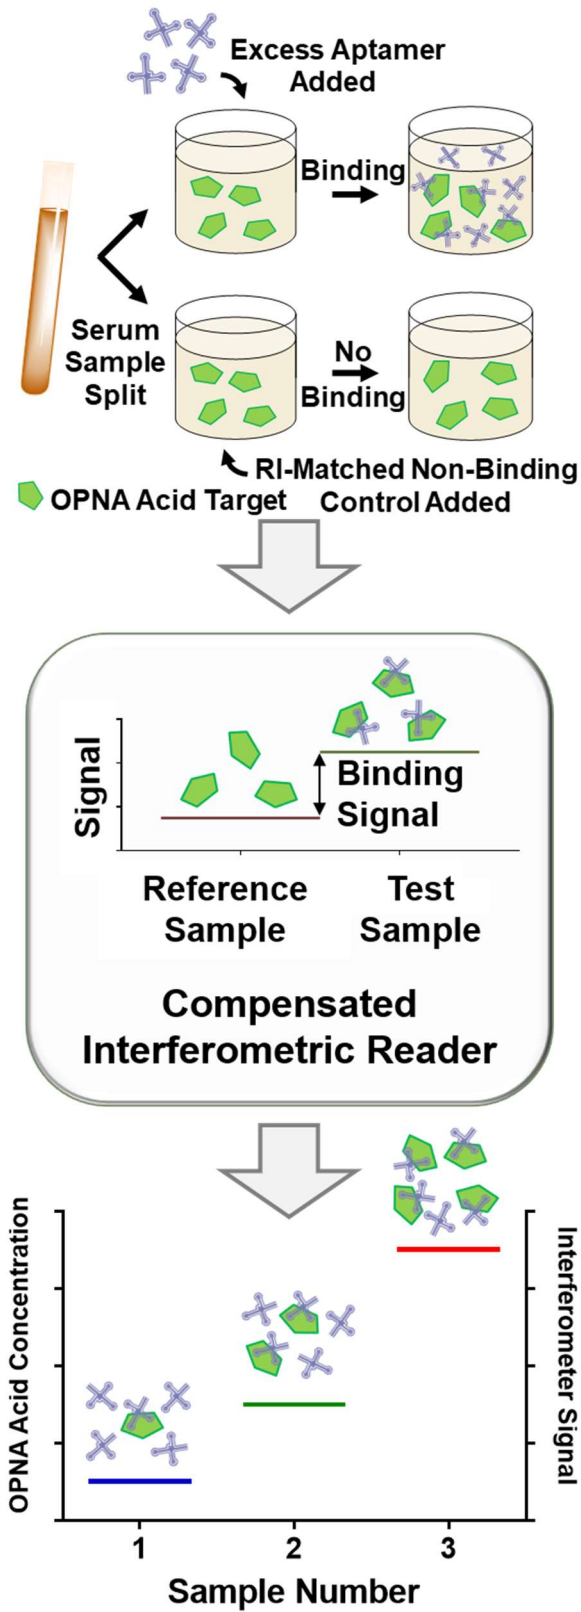 Excess Aptamer
Added
Binding
Serum
Sample
Split
No
Binding
RI-Matched Non-Binding
Control Added
OPNA Acid Target
Signal
Binding
Signal
Reference
Sample
Test
Sample
Compensated
Interferometric Reader
OPNA Acid Concentration
Interferometer Signal
1 2 3
Sample Number